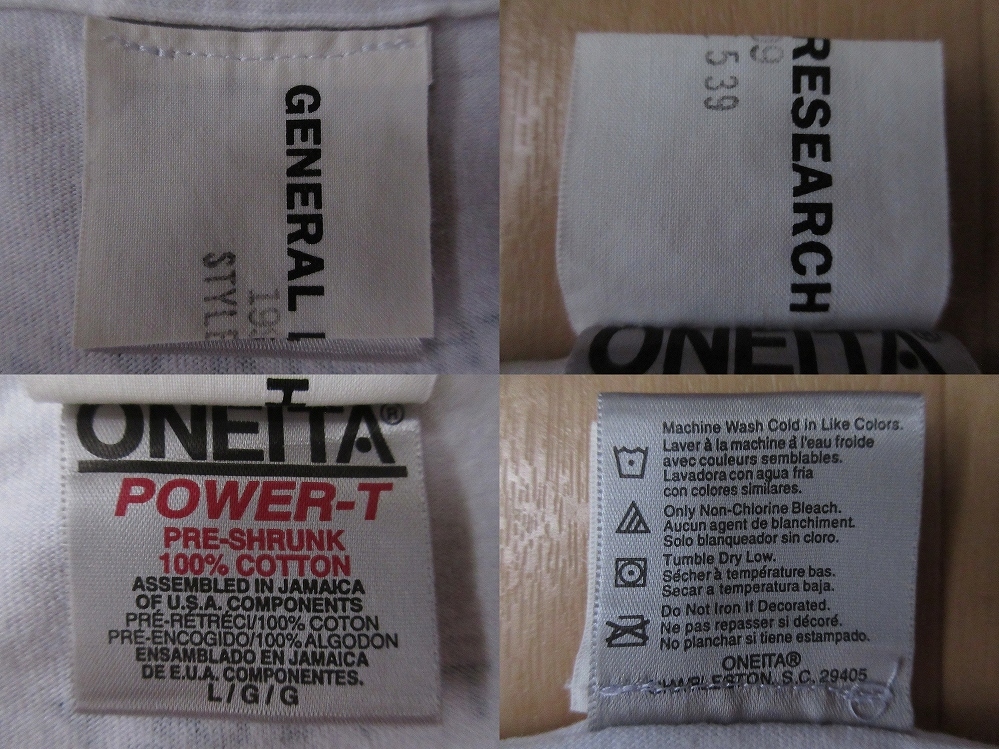 GENERAL
STYLE
RESEARCH
539
ONEITA
ONEITA®
POWER-T
PRE-SHRUNK
100% COTTON
ASSEMBLED IN JAMAICA
OF U.S.A. COMPONENTS
PRÉ-RÉTRÉCI/100% COTON
PRÉ-ENCOGIDO/100% ALGODON
ENSAMBLADO EN JAMAICA
DE E.U.A. COMPONENTES.
L/G/G
Machine Wash Cold in Like Colors.
Laver à la machine á l'eau froide
avec couleurs semblables.
Lavadora con agua fria
con colores similares.
Only Non-Chlorine Bleach.
Aucun agent de blanchiment.
Solo blanqueador sin cloro.
Tumble Dry Low.
Sécher à température bas.
Secar a temperatura baja.
Do Not Iron If Decorated.
Ne pas repasser si décoré.
No planchar si tiene estampado.
ONEITA®
S.C. 29405